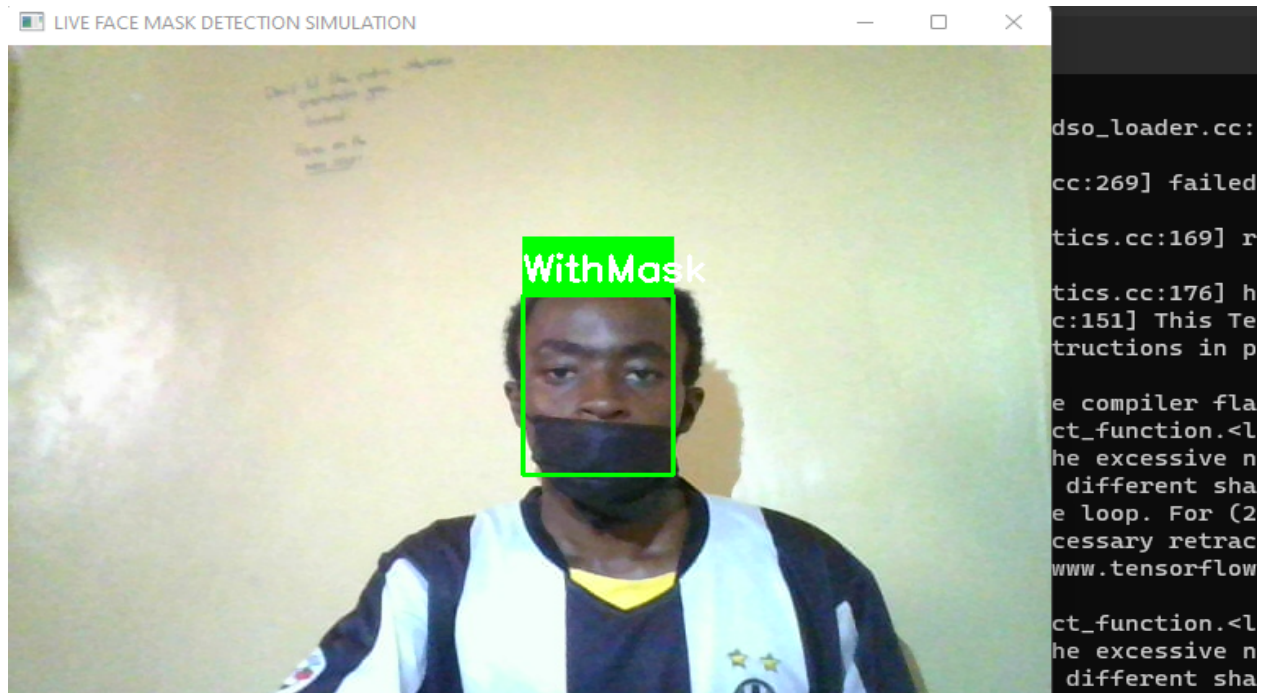 LIVE FACE MASK DETECTION SIMULATION
WithMask
dso_loader.cc:
cc:269] failed
tics.cc:169] r
tics.cc:176] h
c:151] This Te
tructions in p
e compiler fla
ct_function.<l
he excessive n
different sha
e loop. For (2
cessary retrac
www.tensorflow
ct_function.<l
he excessive n
different sha